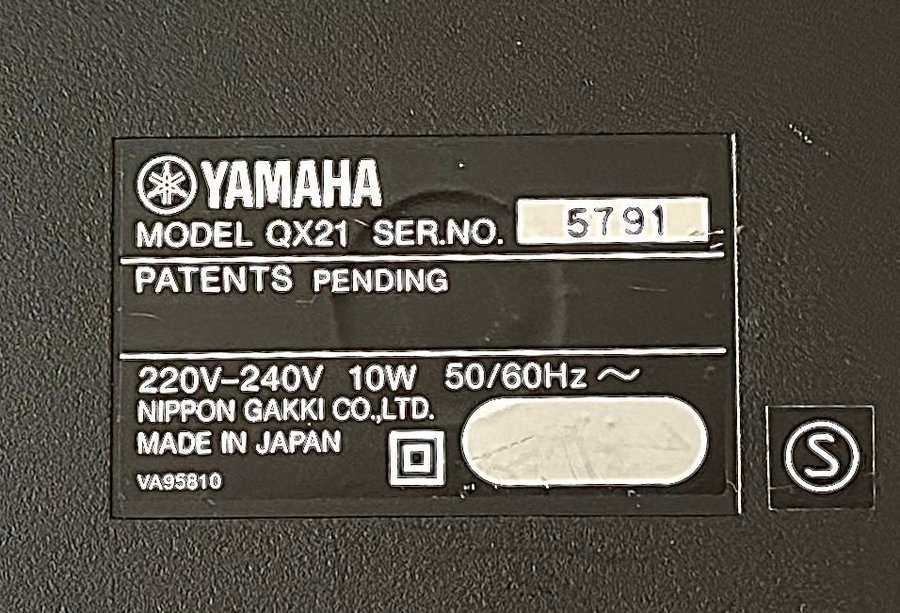 YAMAHA
MODEL QX21 SER.NO. 5791
PATENTS PENDING
220V–240V 10W 50/60Hz ~
NIPPON GAKKI CO.,LTD.
MADE IN JAPAN
VA95810
S